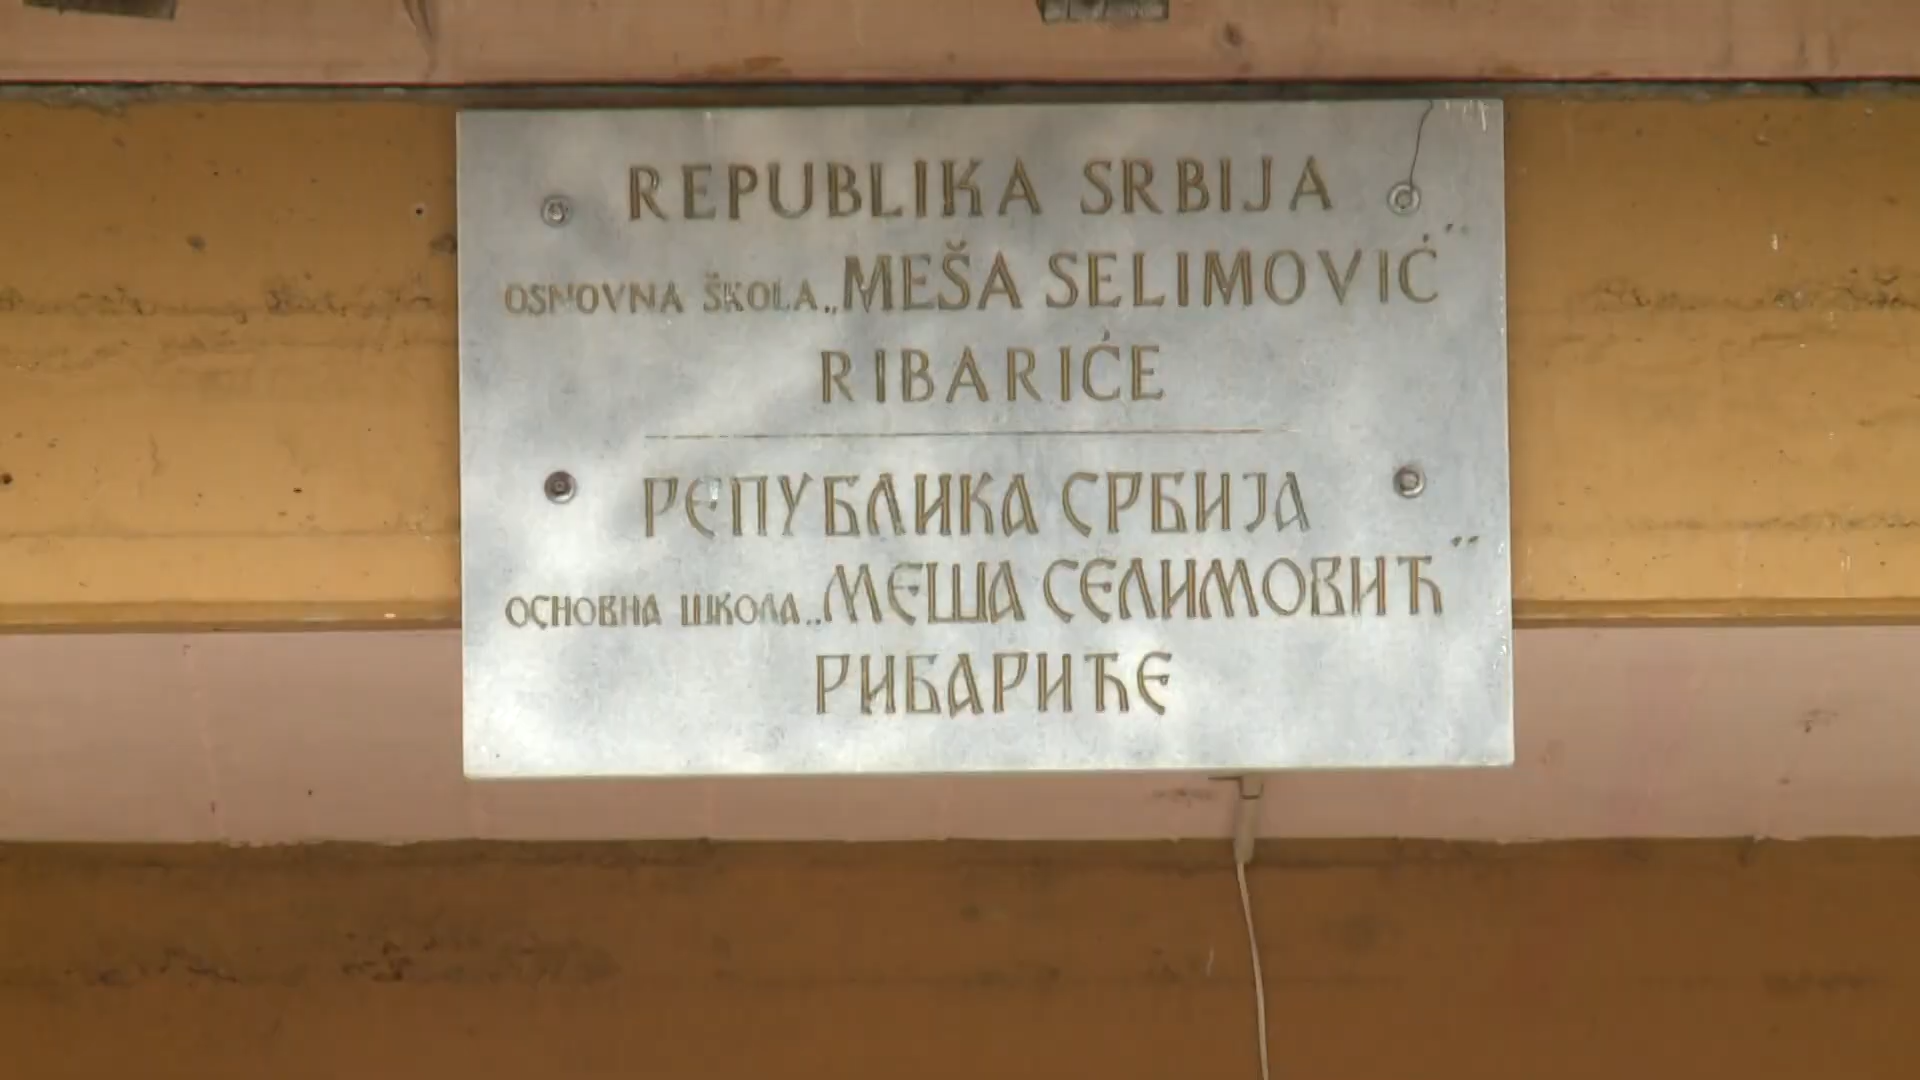 REPUBLIKA SRBIJA
OSNOVNA ŠKOLA „MEŠA SELIMOVIĆ"
RIBARIĆE
РЕПУБЛИКА СРБИЈА
ОСНОВНА ШКОЛА „МЕША СЕЛИМОВИЋ"
РИБАРИЋЕ